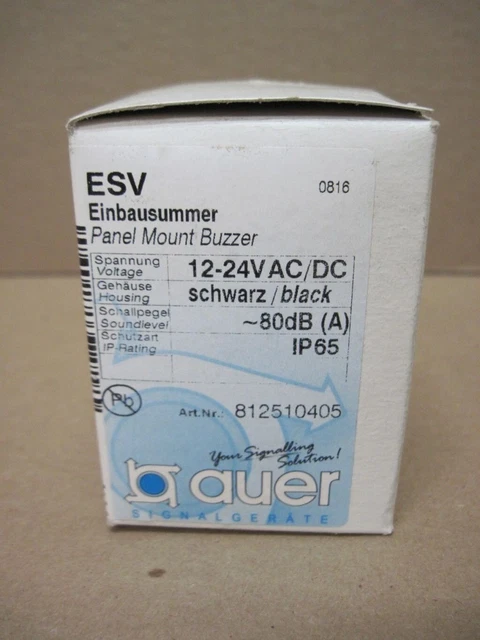 ESV 0816
Einbausummer
Panel Mount Buzzer
Spannung
Voltage 12-24VAC/DC
Gehäuse
Housing schwarz/black
Schallpegel
Soundlevel ~80dB (A)
Schutzart
IP-Rating IP65
Pb
Art.Nr.: 812510405
Your Signalling
Solution!
auer
SIGNALGERÄTE